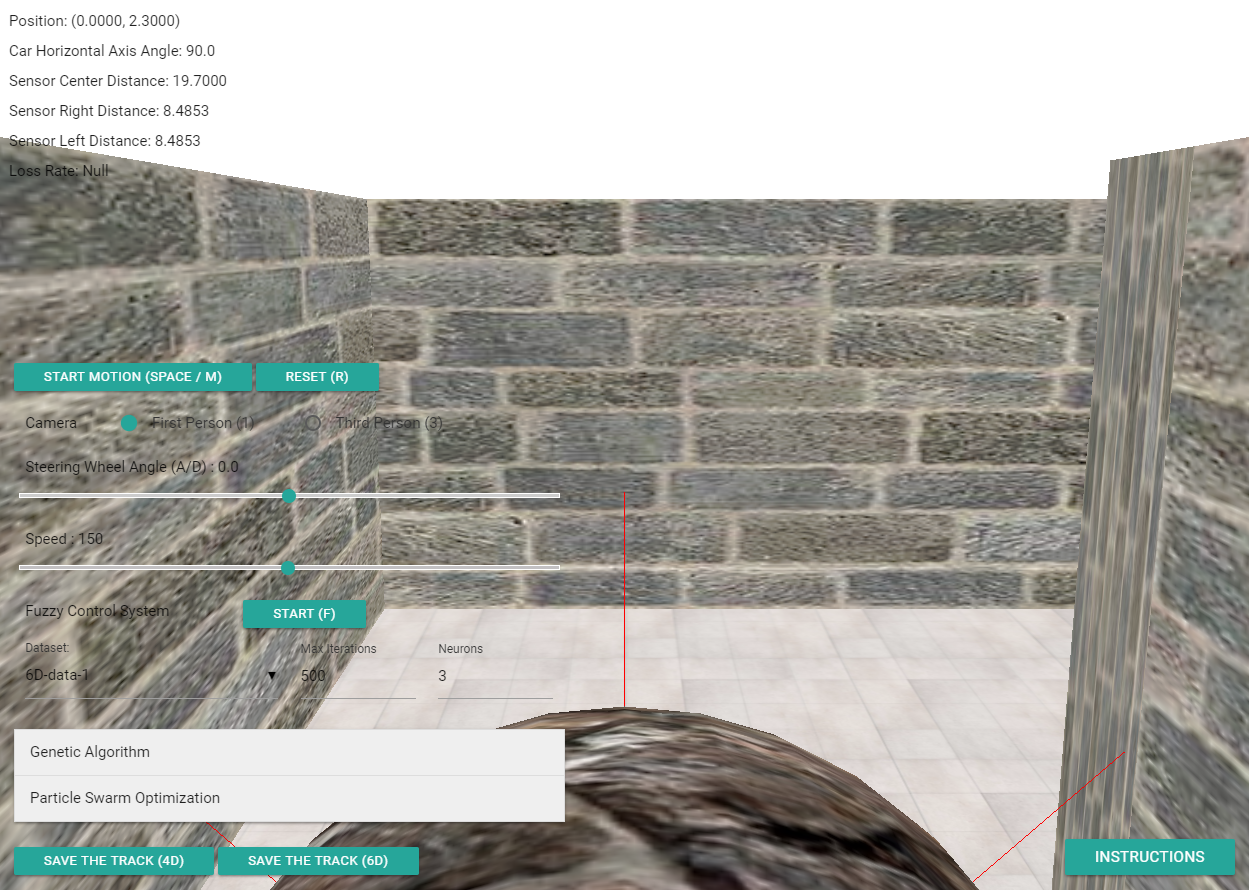 Position: (0.0000, 2.3000)
Car Horizontal Axis Angle: 90.0
Sensor Center Distance: 19.7000
Sensor Right Distance: 8.4853
Sensor Left Distance: 8.4853
Loss Rate: Null
START MOTION (SPACE / M) RESET (R)
Camera First Person (1) Third Person (3)
Steering Wheel Angle (A/D) : 0.0
Speed : 150
Fuzzy Control System START (F)
Dataset: Max Iterations Neurons
6D-data-1 500 3
Genetic Algorithm
Particle Swarm Optimization
SAVE THE TRACK (4D) SAVE THE TRACK (6D) INSTRUCTIONS